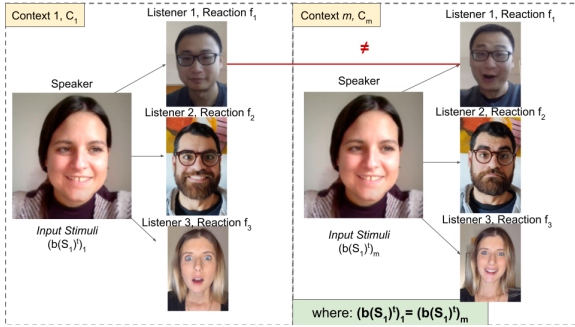 Context 1, C₁
Listener 1, Reaction f₁
Speaker
Listener 2, Reaction f₂
Input Stimuli
(b(S₁)ᵗ)₁
Listener 3, Reaction f₃
≠
Context m, Cₘ
Listener 1, Reaction f₁
Speaker
Listener 2, Reaction f₂
Input Stimuli
(b(S₁)ᵗ)ₘ
Listener 3, Reaction f₃
where: (b(S₁)ᵗ)₁= (b(S₁)ᵗ)ₘ